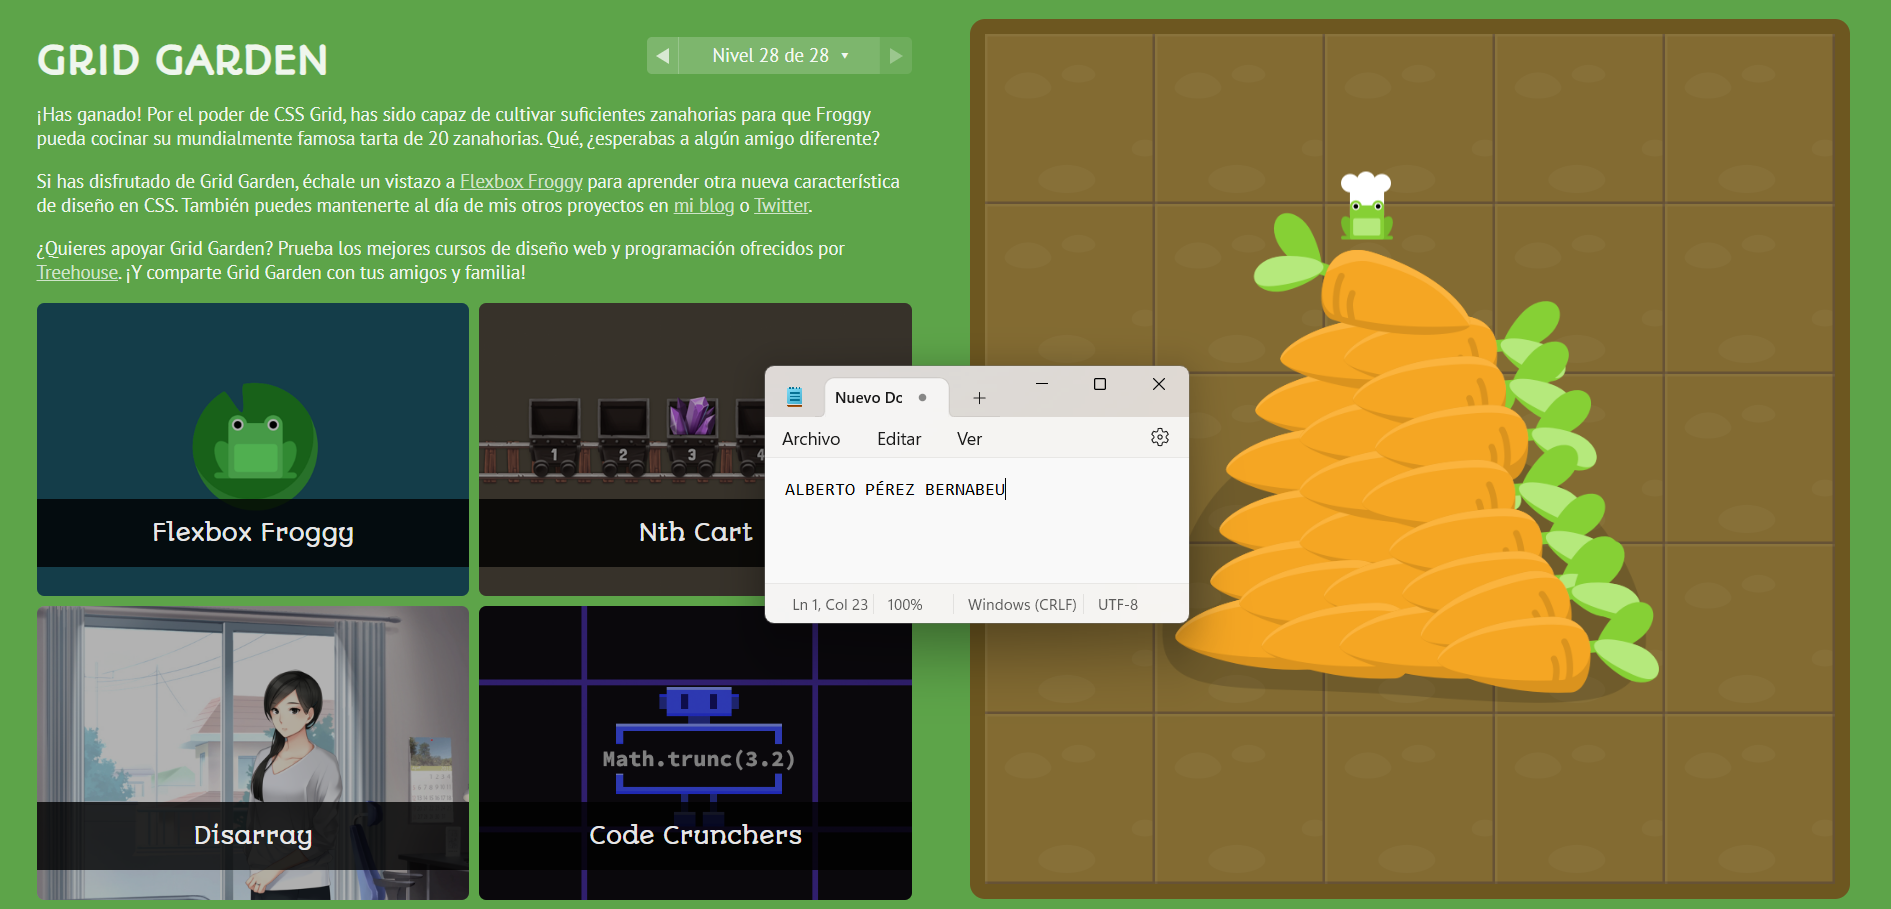 GRID GARDEN
Nivel 28 de 28
¡Has ganado! Por el poder de CSS Grid, has sido capaz de cultivar suficientes zanahorias para que Froggy
pueda cocinar su mundialmente famosa tarta de 20 zanahorias. Qué, ¿esperabas a algún amigo diferente?
Si has disfrutado de Grid Garden, échale un vistazo a Flexbox Froggy para aprender otra nueva característica
de diseño en CSS. También puedes mantenerte al día de mis otros proyectos en mi blog o Twitter.
¿Quieres apoyar Grid Garden? Prueba los mejores cursos de diseño web y programación ofrecidos por
Treehouse. ¡Y comparte Grid Garden con tus amigos y familia!
Flexbox Froggy
1 2 3 4
Nth Cart
Disarray
Math.trunc(3.2)
Code Crunchers
Nuevo Dc
Archivo Editar Ver
ALBERTO PÉREZ BERNABEU
Ln 1, Col 23 100% Windows (CRLF) UTF-8